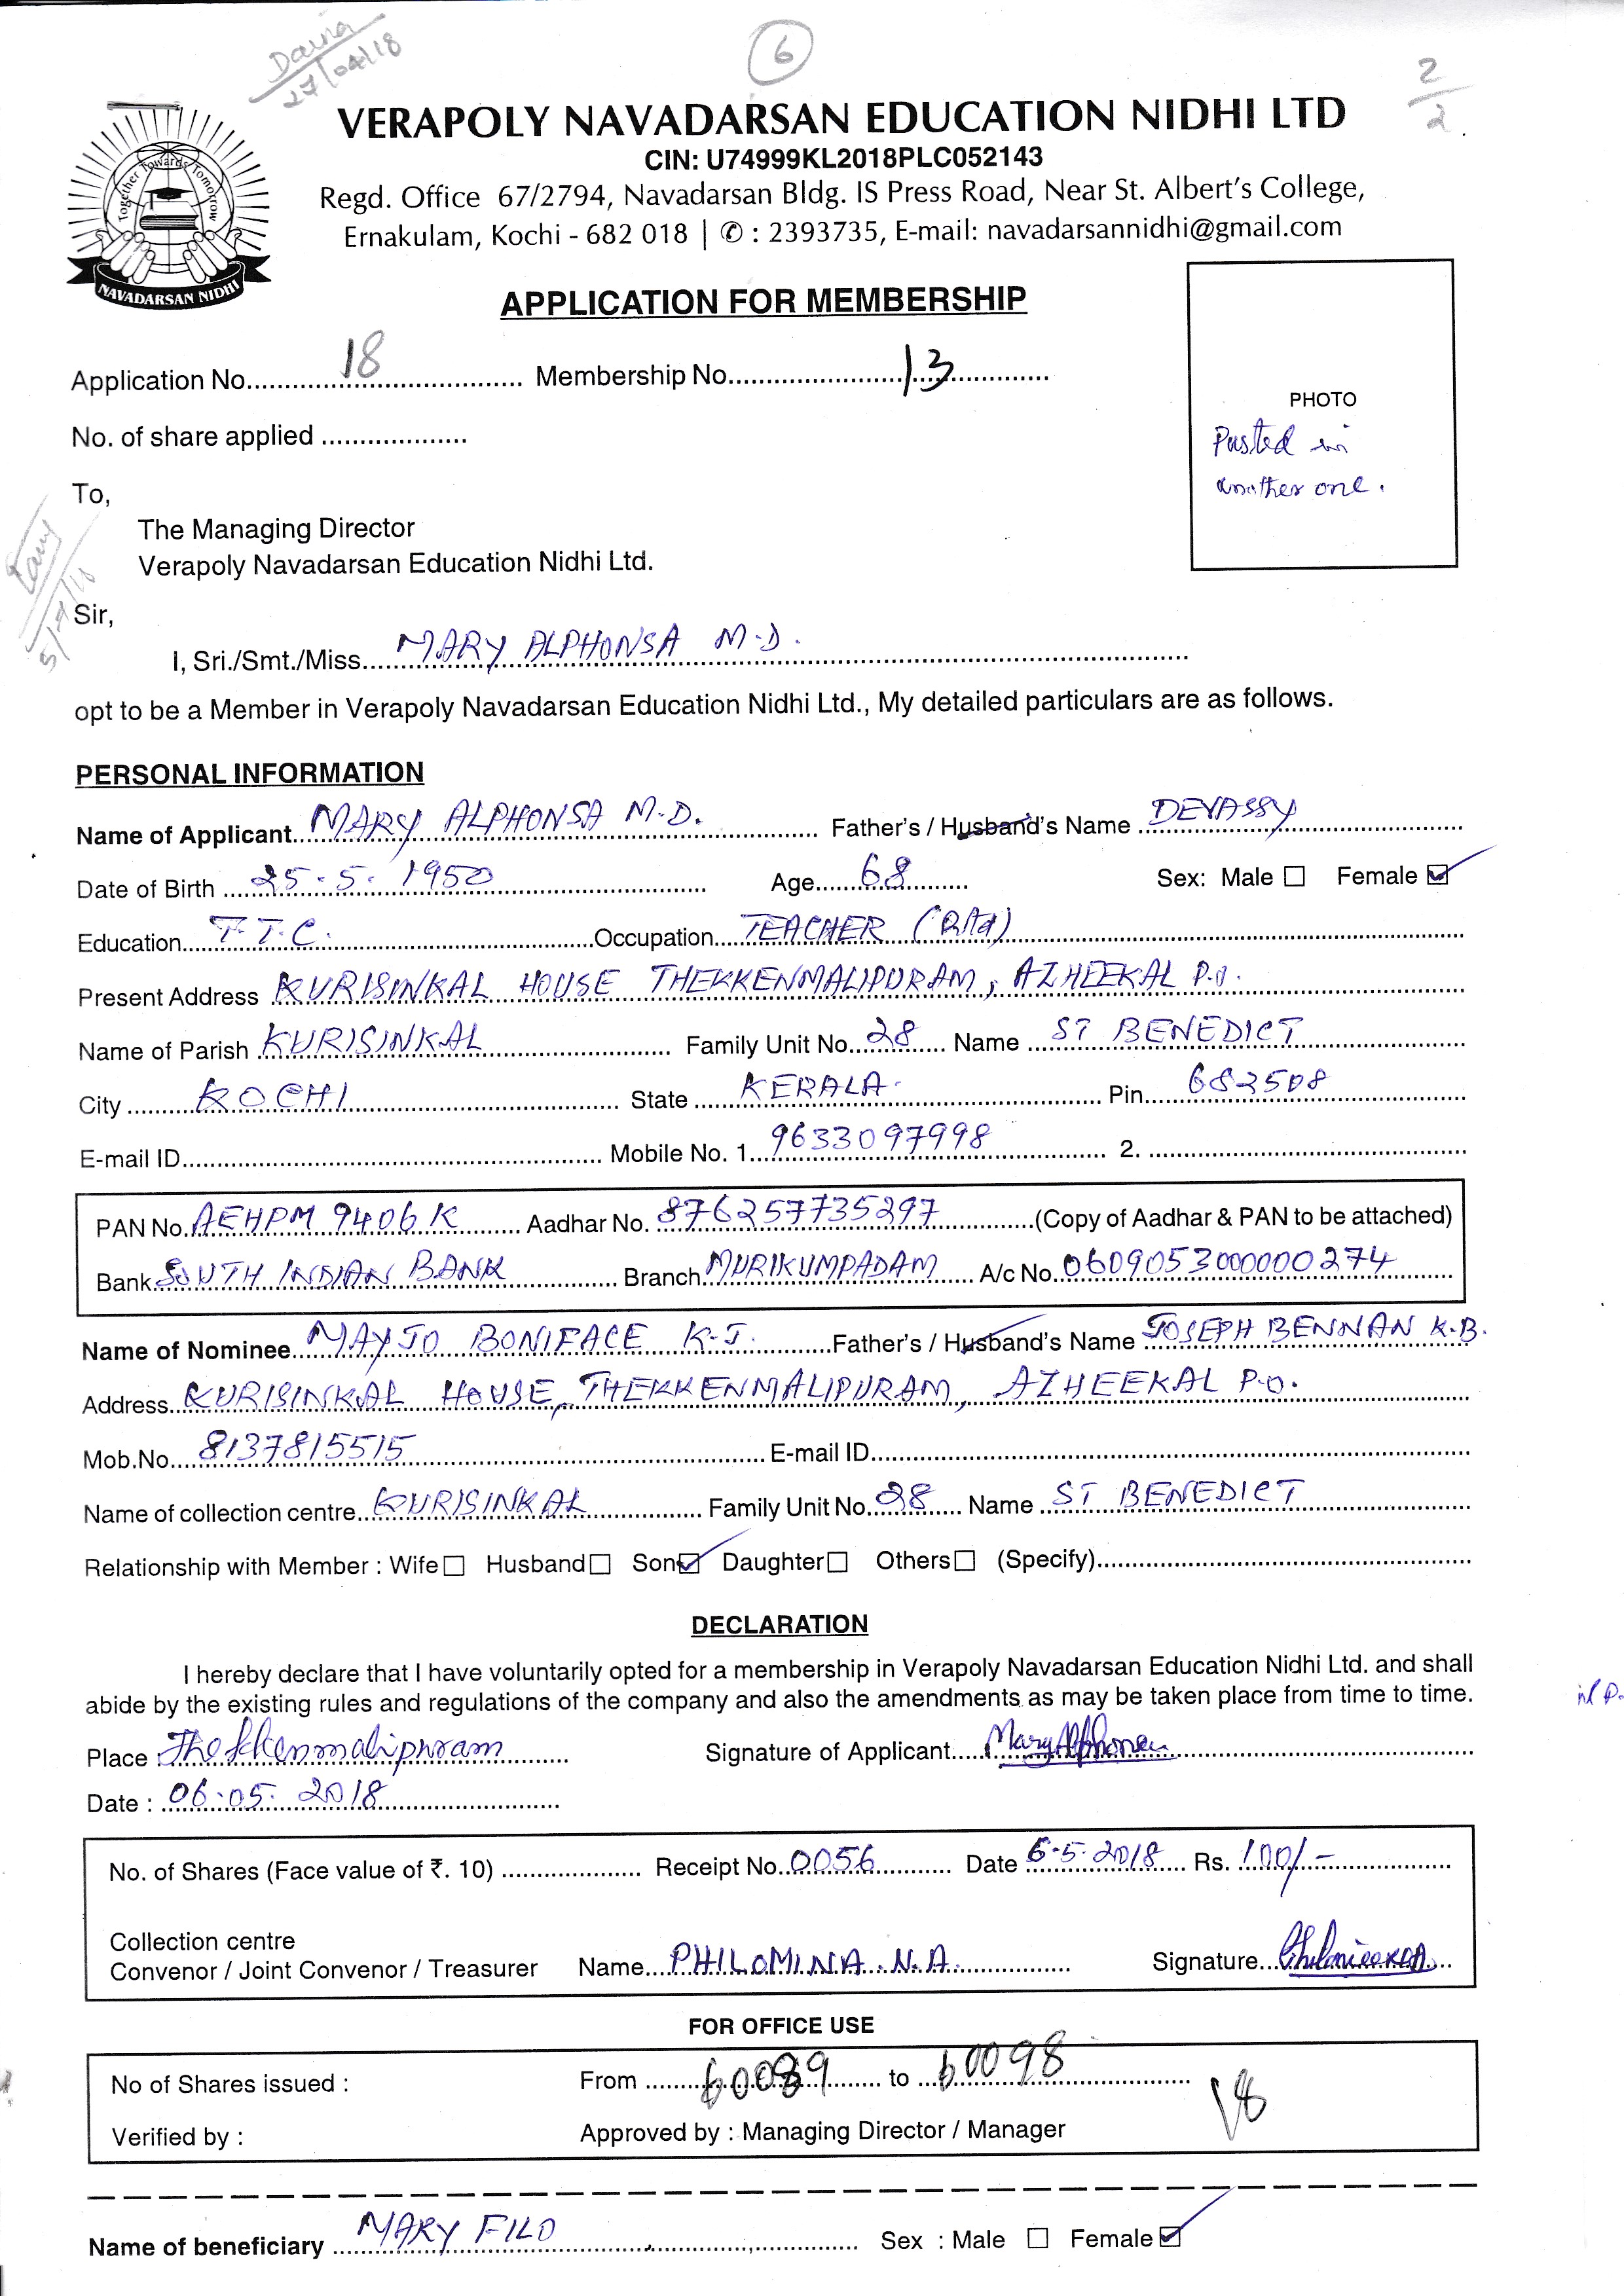 Davia
27/04/18
6
2/2
VERAPOLY NAVADARSAN EDUCATION NIDHI LTD
CIN: U74999KL2018PLC052143
Regd. Office 67/2794, Navadarsan Bldg. IS Press Road, Near St. Albert's College,
Ernakulam, Kochi - 682 018 | ✆ : 2393735, E-mail: navadarsannidhi@gmail.com
Together Towards Tomorrow
NAVADARSAN NIDHI
APPLICATION FOR MEMBERSHIP
Application No. 18 Membership No. 13
No. of share applied ...................
PHOTO
Pasted in
another one.
To,
The Managing Director
Verapoly Navadarsan Education Nidhi Ltd.
Sir,
I, Sri./Smt./Miss. MARY ALPHONSA M.D.
opt to be a Member in Verapoly Navadarsan Education Nidhi Ltd., My detailed particulars are as follows.
PERSONAL INFORMATION
Name of Applicant MARY ALPHONSA M.D. Father's / Husband's Name DEVASSY
Date of Birth 25.5.1950 Age 68 Sex: Male ☐ Female ☑
Education T.T.C. Occupation TEACHER (Rtd)
Present Address KURISINKAL HOUSE THEKKENMALIPURAM, AZHEEKAL P.O.
Name of Parish KURISINKAL Family Unit No. 28 Name ST BENEDICT
City KOCHI State KERALA. Pin 682508
E-mail ID Mobile No. 1. 9633097998 2.
PAN No. AEHPM 9406 K Aadhar No. 876257735297 (Copy of Aadhar & PAN to be attached)
Bank SOUTH INDIAN BANK Branch MURIKUMPADAM A/c No. 0609053000000274
Name of Nominee MAYJO BONIFACE K.J. Father's / Husband's Name JOSEPH BENNAN K.B.
Address KURISINKAL HOUSE, THEKKENMALIPURAM, AZHEEKAL P.O.
Mob.No. 8137815515 E-mail ID
Name of collection centre KURISINKAL Family Unit No. 28 Name ST BENEDICT
Relationship with Member : Wife ☐ Husband ☐ Son ☑ Daughter ☐ Others ☐ (Specify)
DECLARATION
I hereby declare that I have voluntarily opted for a membership in Verapoly Navadarsan Education Nidhi Ltd. and shall
abide by the existing rules and regulations of the company and also the amendments as may be taken place from time to time.
Place : Thekkenmalipuram Signature of Applicant Mary Alphonsa
Date : 06.05.2018
No. of Shares (Face value of ₹. 10) Receipt No. 0056 Date 6-5-2018 Rs. 100/-
Collection centre
Convenor / Joint Convenor / Treasurer Name PHILOMINA.N.A. Signature
FOR OFFICE USE
No of Shares issued : From 60089 to 60098
18
Verified by : Approved by : Managing Director / Manager
Name of beneficiary MARY FILO Sex : Male ☐ Female ☑